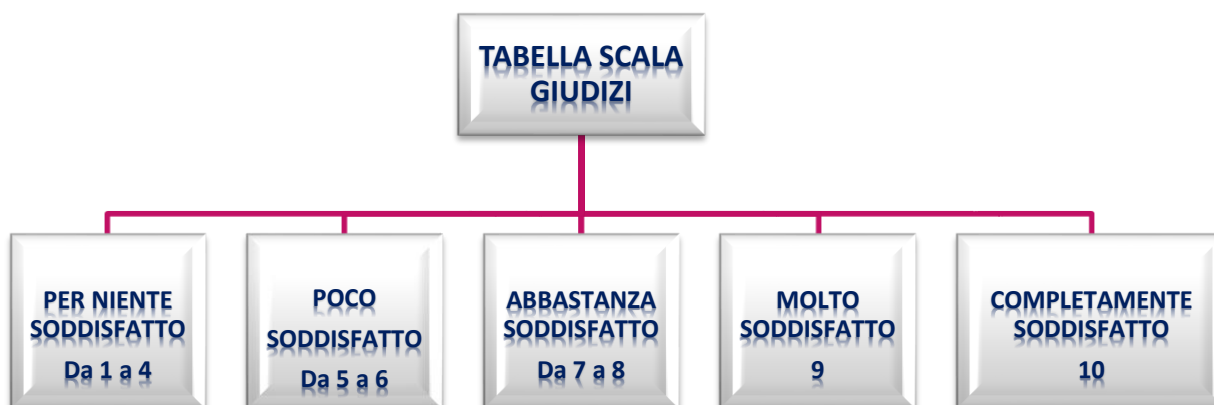 TABELLA SCALA
GIUDIZI
PER NIENTE
SODDISFATTO
Da 1 a 4
POCO
SODDISFATTO
Da 5 a 6
ABBASTANZA
SODDISFATTO
Da 7 a 8
MOLTO
SODDISFATTO
9
COMPLETAMENTE
SODDISFATTO
10